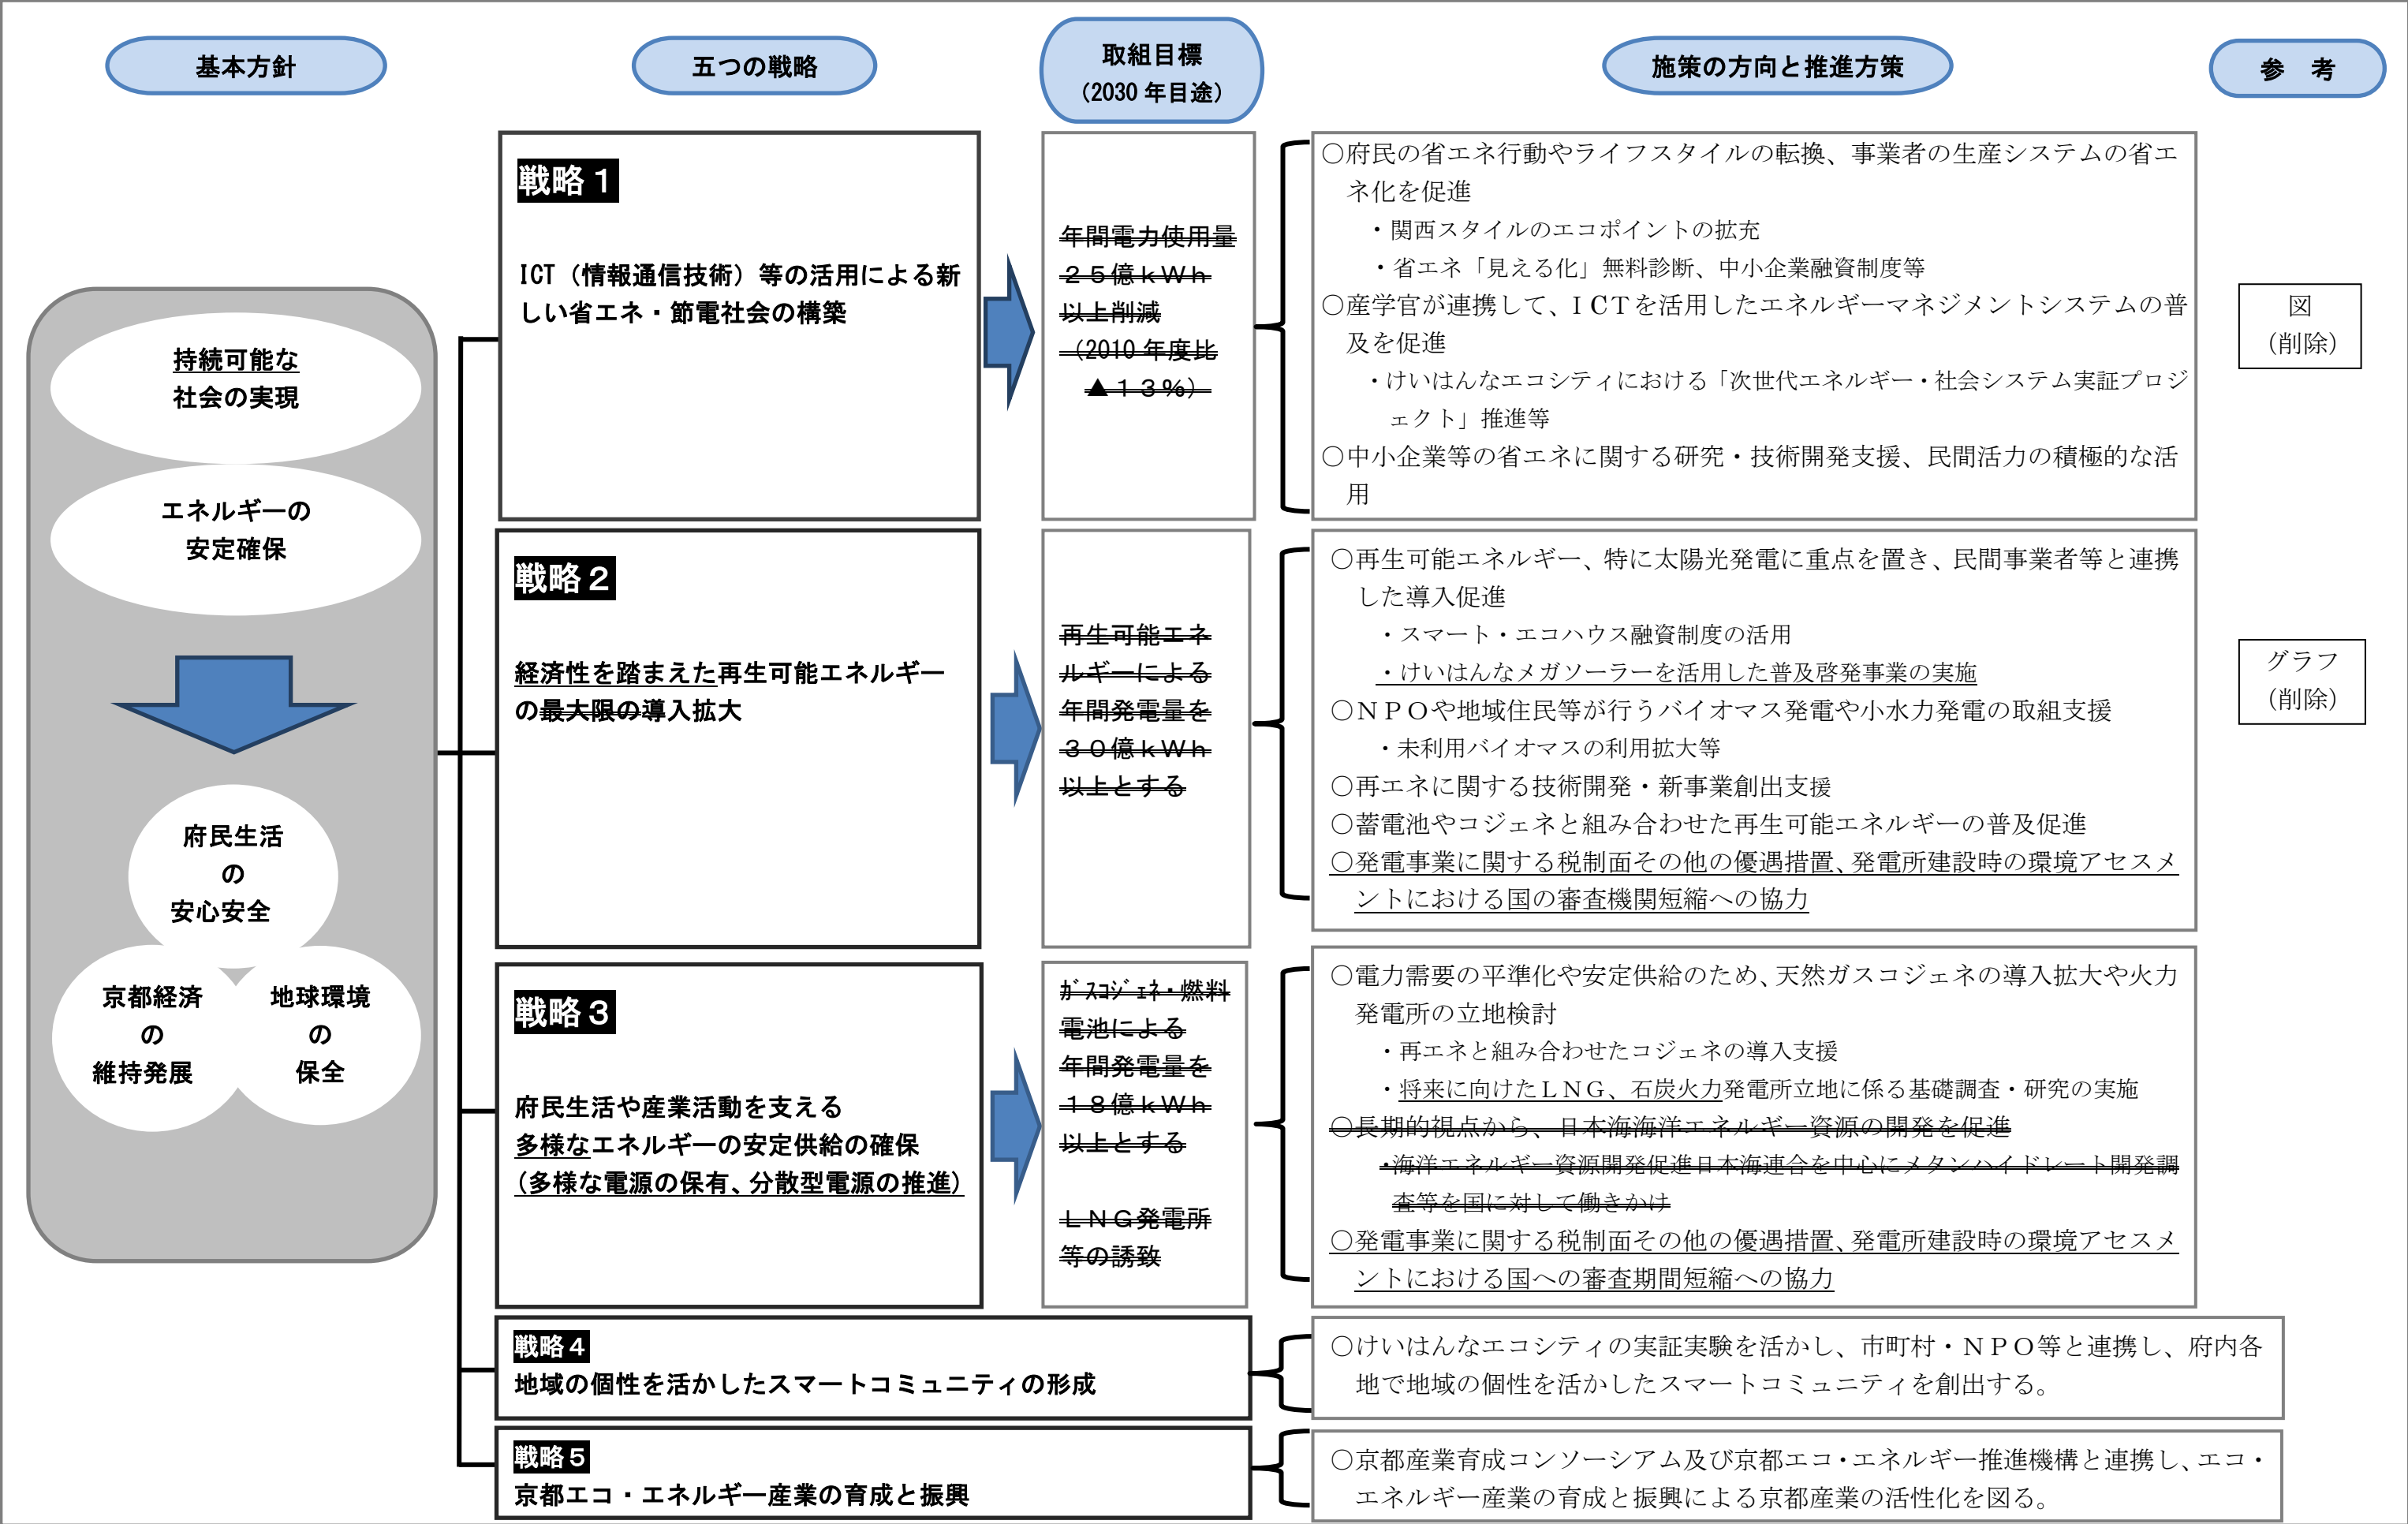 基本方針
五つの戦略
取組目標
（2030 年目途）
施策の方向と推進方策
参　考
持続可能な
社会の実現
エネルギーの
安定確保
府民生活
の
安心安全
京都経済
の
維持発展
地球環境
の
保全
戦略１
ICT（情報通信技術）等の活用による新
しい省エネ・節電社会の構築
年間電力使用量
２５億ｋＷｈ
以上削減
（2010 年度比
▲１３％）
○府民の省エネ行動やライフスタイルの転換、事業者の生産システムの省エ
ネ化を促進
・関西スタイルのエコポイントの拡充
・省エネ「見える化」無料診断、中小企業融資制度等
○産学官が連携して、ＩＣＴを活用したエネルギーマネジメントシステムの普
及を促進
・けいはんなエコシティにおける「次世代エネルギー・社会システム実証プロジ
ェクト」推進等
○中小企業等の省エネに関する研究・技術開発支援、民間活力の積極的な活
用
図
（削除）
戦略２
経済性を踏まえた再生可能エネルギー
の最大限の導入拡大
再生可能エネ
ルギーによる
年間発電量を
３０億ｋＷｈ
以上とする
○再生可能エネルギー、特に太陽光発電に重点を置き、民間事業者等と連携
した導入促進
・スマート・エコハウス融資制度の活用
・けいはんなメガソーラーを活用した普及啓発事業の実施
○ＮＰＯや地域住民等が行うバイオマス発電や小水力発電の取組支援
・未利用バイオマスの利用拡大等
○再エネに関する技術開発・新事業創出支援
○蓄電池やコジェネと組み合わせた再生可能エネルギーの普及促進
○発電事業に関する税制面その他の優遇措置、発電所建設時の環境アセスメ
ントにおける国の審査機関短縮への協力
グラフ
（削除）
戦略３
府民生活や産業活動を支える
多様なエネルギーの安定供給の確保
（多様な電源の保有、分散型電源の推進）
ｶﾞｽｺｼﾞｪﾈ・燃料
電池による
年間発電量を
１８億ｋＷｈ
以上とする
ＬＮＧ発電所
等の誘致
○電力需要の平準化や安定供給のため、天然ガスコジェネの導入拡大や火力
発電所の立地検討
・再エネと組み合わせたコジェネの導入支援
・将来に向けたＬＮＧ、石炭火力発電所立地に係る基礎調査・研究の実施
○長期的視点から、日本海海洋エネルギー資源の開発を促進
・海洋エネルギー資源開発促進日本海連合を中心にメタンハイドレート開発調
査等を国に対して働きかけ
○発電事業に関する税制面その他の優遇措置、発電所建設時の環境アセスメ
ントにおける国への審査期間短縮への協力
戦略４
地域の個性を活かしたスマートコミュニティの形成
○けいはんなエコシティの実証実験を活かし、市町村・ＮＰＯ等と連携し、府内各
地で地域の個性を活かしたスマートコミュニティを創出する。
戦略５
京都エコ・エネルギー産業の育成と振興
○京都産業育成コンソーシアム及び京都エコ・エネルギー推進機構と連携し、エコ・
エネルギー産業の育成と振興による京都産業の活性化を図る。